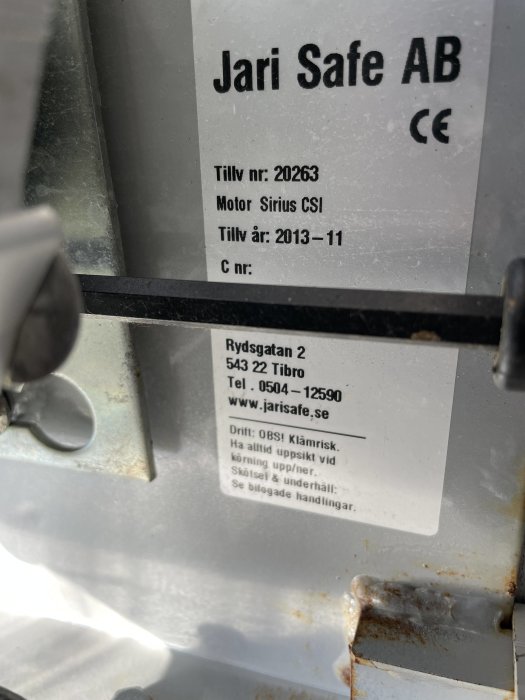 Jari Safe AB
CE
Tillv nr: 20263
Motor Sirius CSI
Tillv år: 2013-11
C nr:
Rydsgatan 2
543 22 Tibro
Tel . 0504-12590
www.jarisafe.se
Drift: OBS! Klämrisk.
Ha alltid uppsikt vid
körning upp/ner.
Skötsel & underhåll:
Se bifogade handlingar.